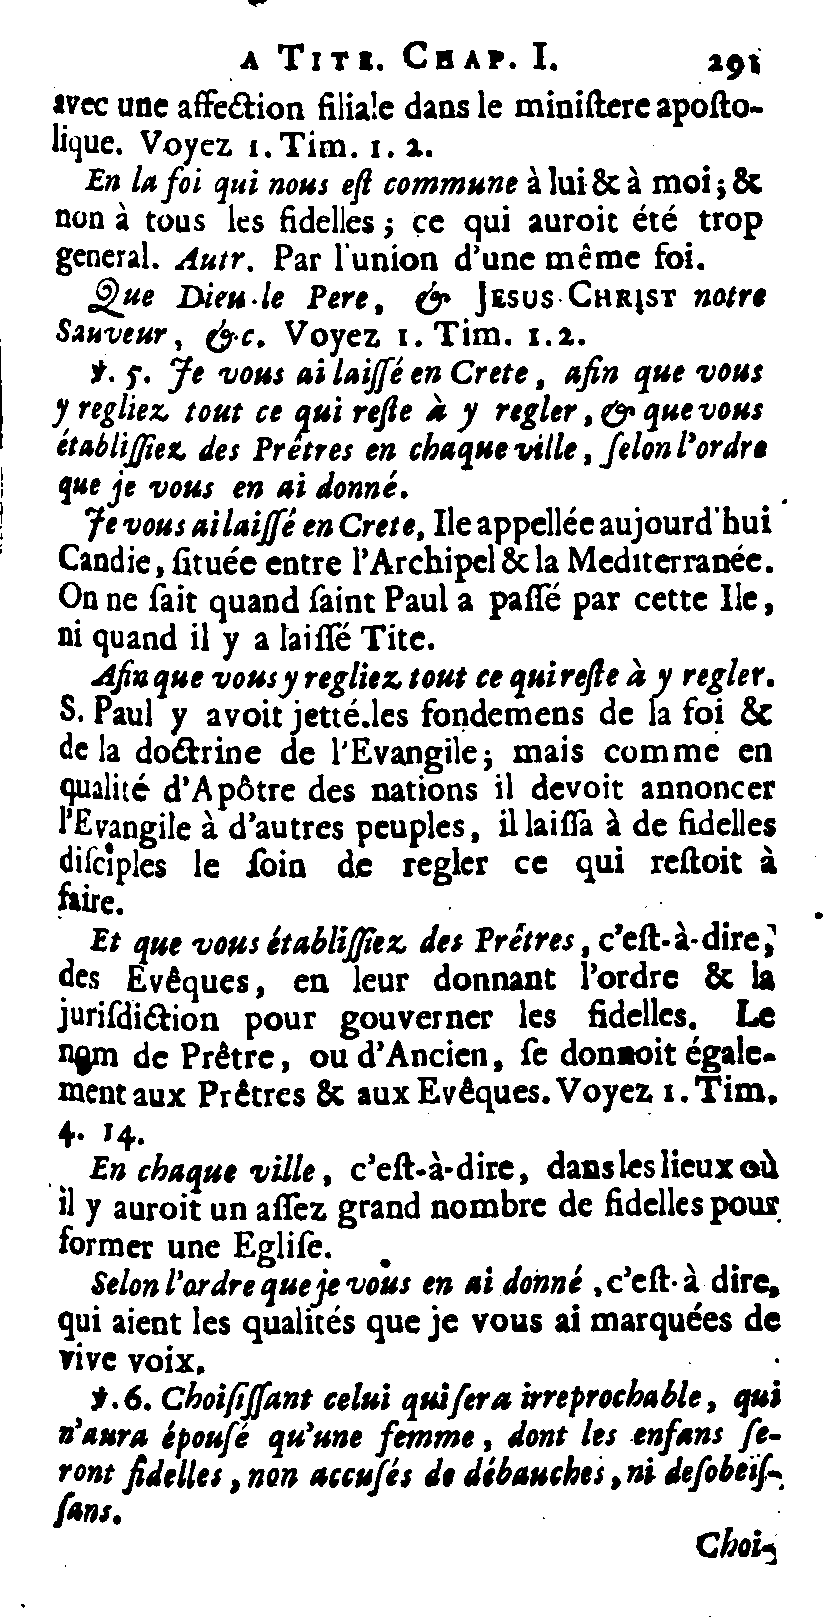 A TITE. CHAP. I. 291
avec une affection filiale dans le miniſtere apoſto-
lique. Voyez 1. Tim. 1. 2.
En la foi qui nous eſt commune à lui & à moi; &
non à tous les fidelles; ce qui auroit été trop
general. Autr. Par l'union d'une même foi.
Que Dieu le Pere, & JESUS CHRIST notre
Sauveur, &c. Voyez 1. Tim. 1. 2.
℣. 5. Je vous ai laiſſé en Crete, afin que vous
y regliez tout ce qui reſte à y regler, & que vous
établiſſiez des Prêtres en chaque ville, ſelon l'ordre
que je vous en ai donné.
Je vous ai laiſſé en Crete, Ile appellée aujourd'hui
Candie, ſituée entre l'Archipel & la Mediterranée.
On ne ſait quand ſaint Paul a paſſé par cette Ile,
ni quand il y a laiſſé Tite.
Afin que vous y regliez tout ce qui reſte à y regler.
S. Paul y avoit jetté les fondemens de la foi &
de la doctrine de l'Evangile; mais comme en
qualité d'Apôtre des nations il devoit annoncer
l'Evangile à d'autres peuples, il laiſſa à de fidelles
diſciples le ſoin de regler ce qui reſtoit à
faire.
Et que vous établiſſiez des Prêtres, c'eſt-à-dire,
des Evêques, en leur donnant l'ordre & la
juriſdiction pour gouverner les fidelles. Le
nom de Prêtre, ou d'Ancien, ſe donnoit égale-
ment aux Prêtres & aux Evêques. Voyez 1. Tim.
4. 14.
En chaque ville, c'eſt-à-dire, dans les lieux où
il y auroit un aſſez grand nombre de fidelles pour
former une Egliſe.
Selon l'ordre que je vous en ai donné, c'eſt-à dire,
qui aient les qualités que je vous ai marquées de
vive voix.
℣. 6. Choiſiſſant celui qui ſera irreprochable, qui
n'aura épouſé qu'une femme, dont les enfans ſe-
ront fidelles, non accuſés de débauches, ni deſobeiſ-
ſans.
Choi-